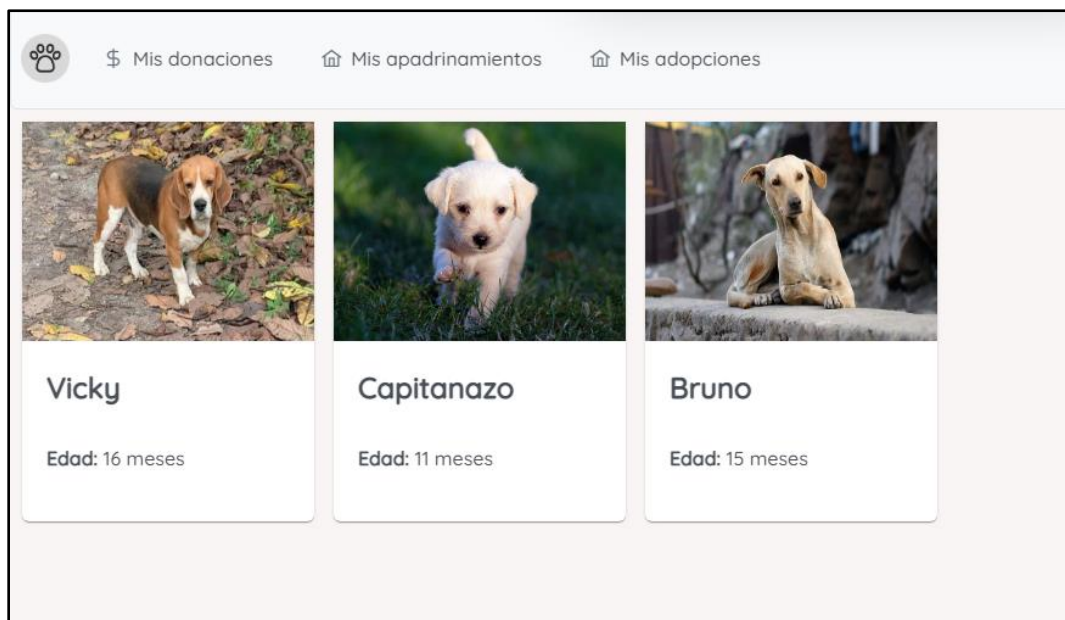 $ Mis donaciones Mis apadrinamientos Mis adopciones
Vicky Capitanazo Bruno
Edad: 16 meses Edad: 11 meses Edad: 15 meses